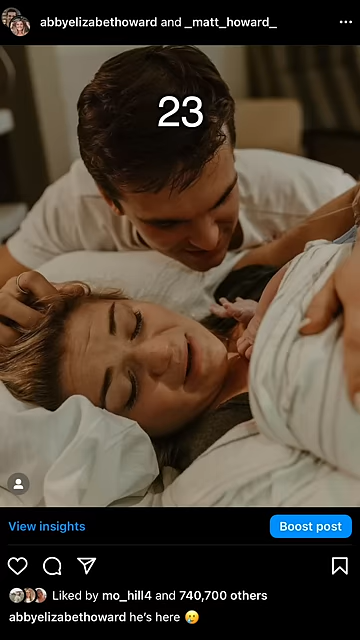 abbyelizabethoward and _matt_howard_
23
View insights
Boost post
Liked by mo_hill4 and 740,700 others
abbyelizabethoward he's here 🥲